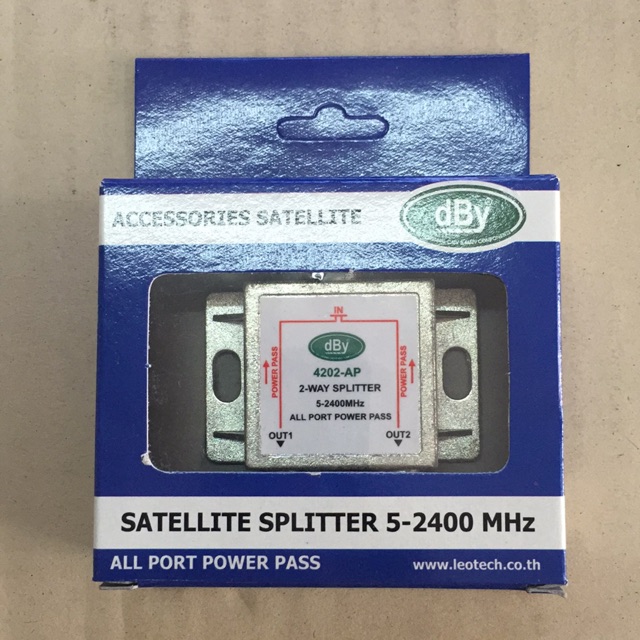 ACCESSORIES SATELLITE
dBy
IN
dBy
POWER PASS
POWER PASS
4202-AP
2-WAY SPLITTER
5-2400MHz
ALL PORT POWER PASS
OUT1
OUT2
SATELLITE SPLITTER 5-2400 MHz
ALL PORT POWER PASS
www.leotech.co.th